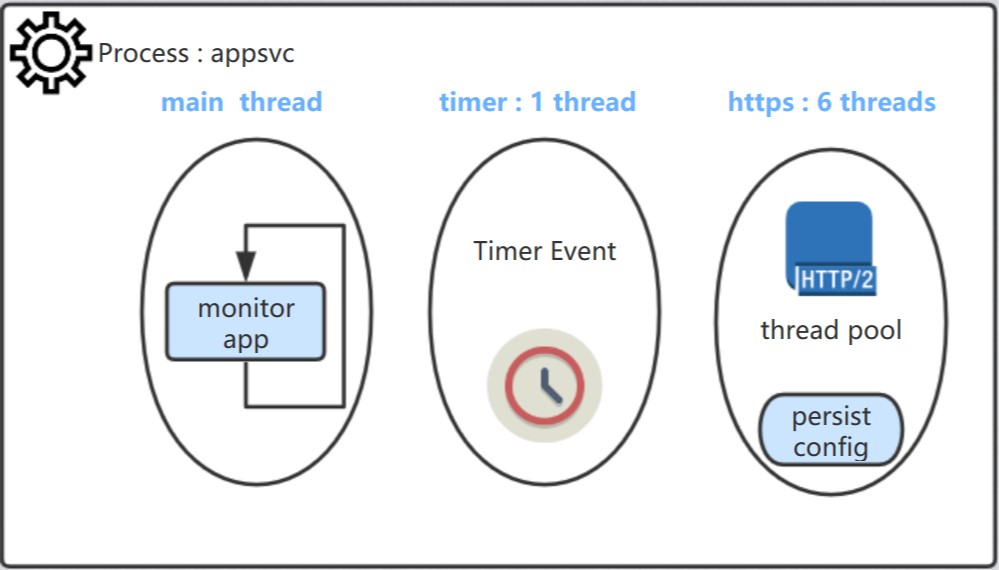 Process : appsvc
main thread
timer : 1 thread
https : 6 threads
monitor
app
Timer Event
HTTP/2
thread pool
persist
config